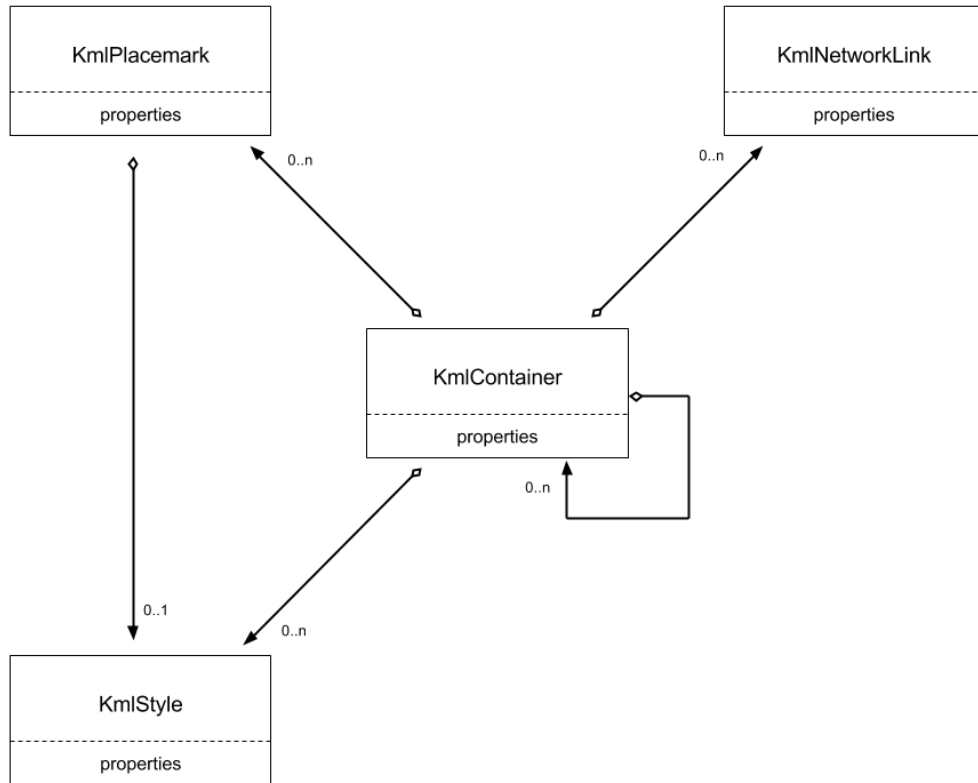 KmlPlacemark
properties
KmlNetworkLink
properties
0..n
0..n
KmlContainer
properties
0..n
0..1
0..n
KmlStyle
properties